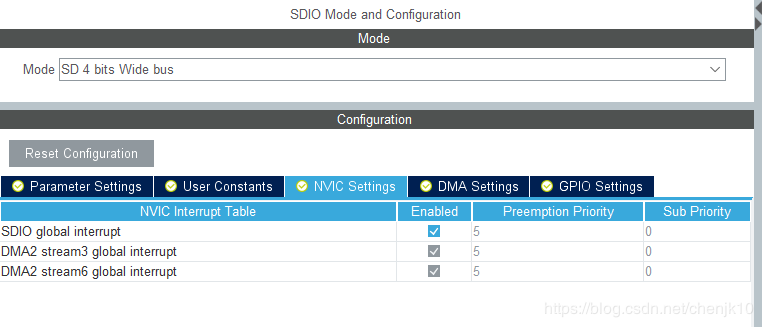 SDIO Mode and Configuration
Mode
Mode SD 4 bits Wide bus
Configuration
Reset Configuration
Parameter Settings User Constants NVIC Settings DMA Settings GPIO Settings
NVIC Interrupt Table Enabled Preemption Priority Sub Priority
SDIO global interrupt 5 0
DMA2 stream3 global interrupt 5 0
DMA2 stream6 global interrupt 5 0
https://blog.csdn.net/chenjk10